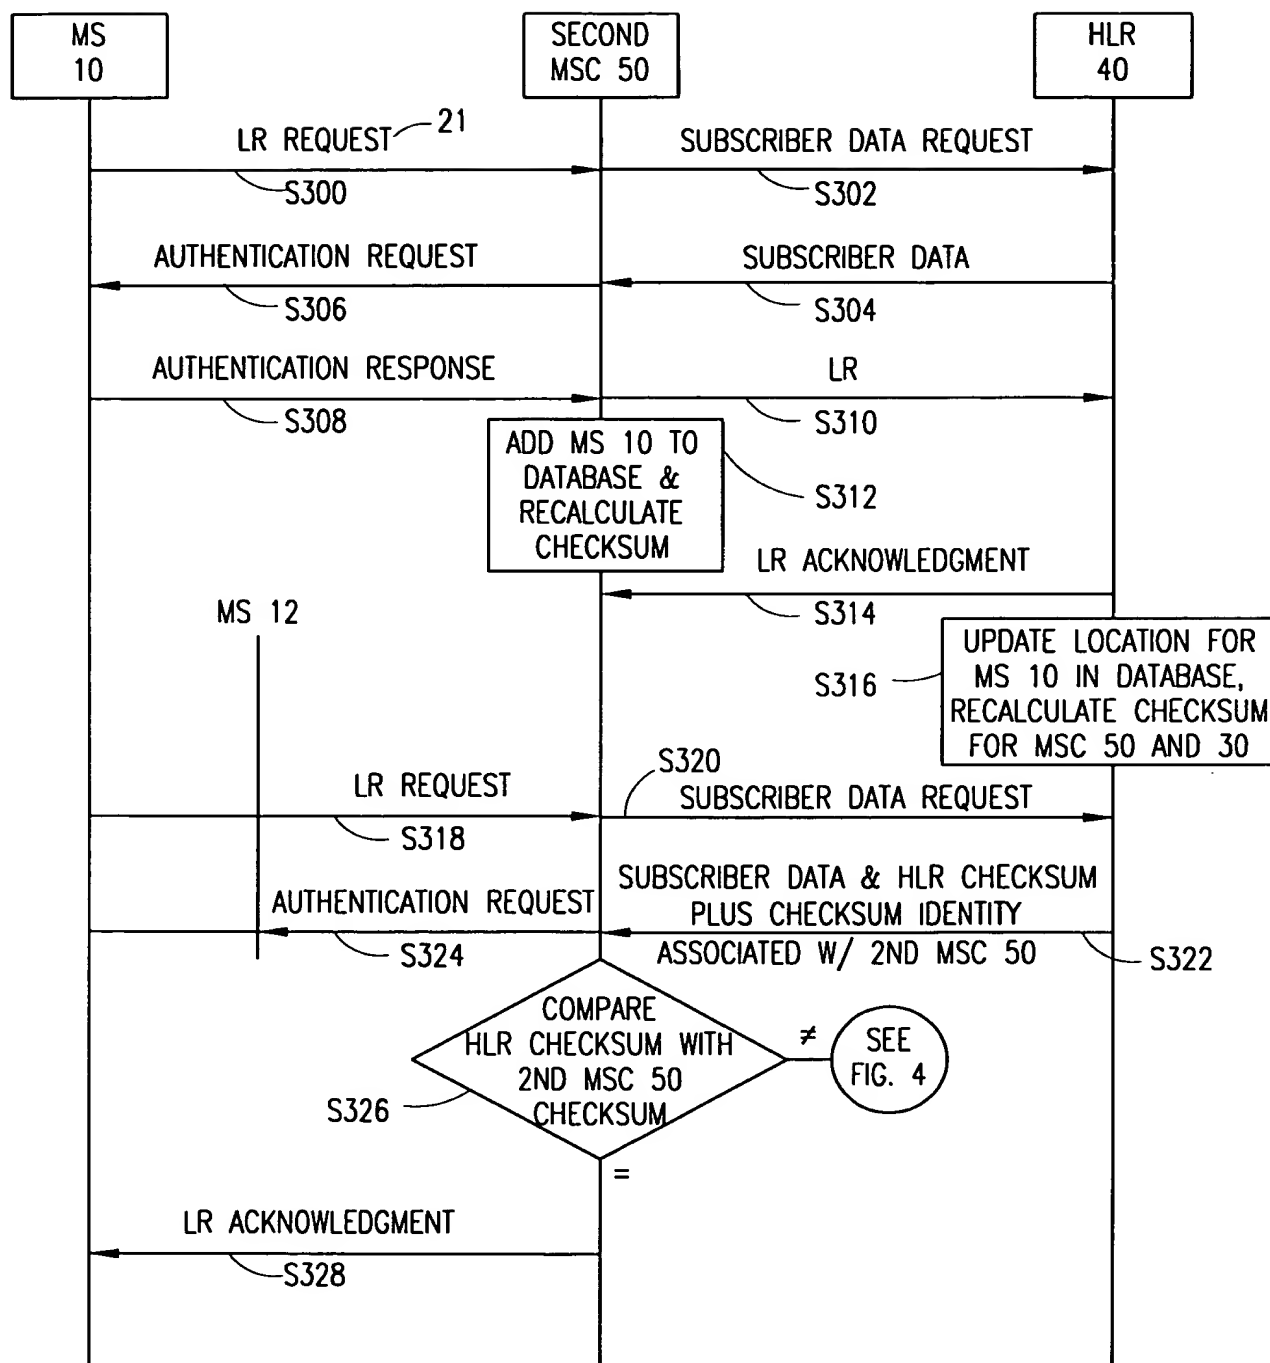 MS
10
SECOND
MSC 50
HLR
40
LR REQUEST
21
SUBSCRIBER DATA REQUEST
S300
S302
AUTHENTICATION REQUEST
SUBSCRIBER DATA
S306
S304
AUTHENTICATION RESPONSE
LR
S308
S310
ADD MS 10 TO
DATABASE &
RECALCULATE
CHECKSUM
S312
LR ACKNOWLEDGMENT
S314
MS 12
UPDATE LOCATION FOR
MS 10 IN DATABASE,
RECALCULATE CHECKSUM
FOR MSC 50 AND 30
S316
S320
LR REQUEST
SUBSCRIBER DATA REQUEST
S318
SUBSCRIBER DATA & HLR CHECKSUM
PLUS CHECKSUM IDENTITY
ASSOCIATED W/ 2ND MSC 50
AUTHENTICATION REQUEST
S324
S322
COMPARE
HLR CHECKSUM WITH
2ND MSC 50
CHECKSUM
≠
SEE
FIG. 4
S326
=
LR ACKNOWLEDGMENT
S328